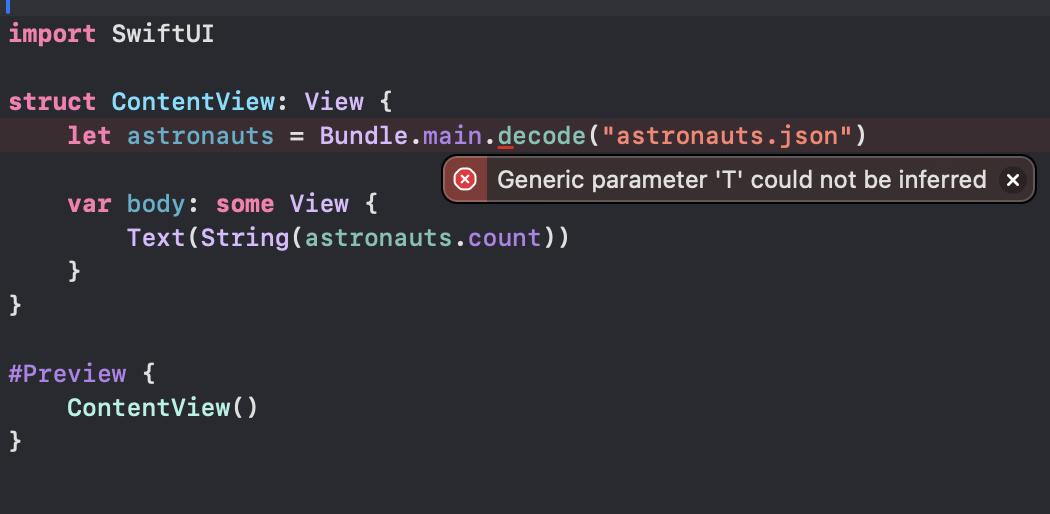 import SwiftUI
struct ContentView: View {
let astronauts = Bundle.main.decode("astronauts.json")
Generic parameter 'T' could not be inferred
var body: some View {
Text(String(astronauts.count))
}
}
#Preview {
ContentView()
}